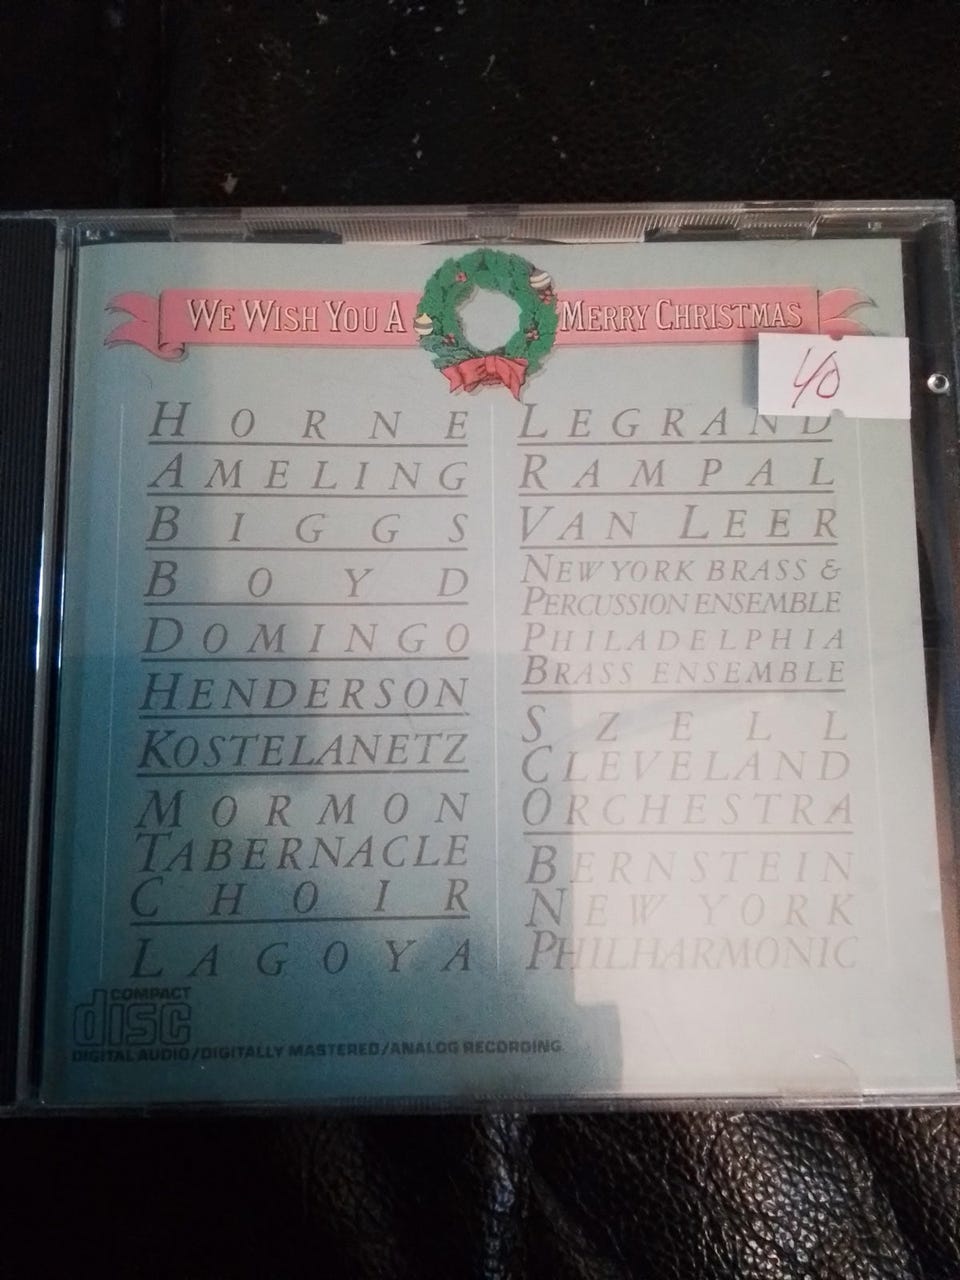 WE WISH YOU A MERRY CHRISTMAS
40
HORNE
AMELING
BIGGS
BOYD
DOMINGO
HENDERSON
KOSTELANETZ
MORMON
TABERNACLE
CHOIR
LAGOYA
LEGRAND
RAMPAL
VAN LEER
NEW YORK BRASS &
PERCUSSION ENSEMBLE
PHILADELPHIA
BRASS ENSEMBLE
SZELL
CLEVELAND
ORCHESTRA
BERNSTEIN
NEW YORK
PHILHARMONIC
COMPACT
disc
DIGITAL AUDIO/DIGITALLY MASTERED/ANALOG RECORDING